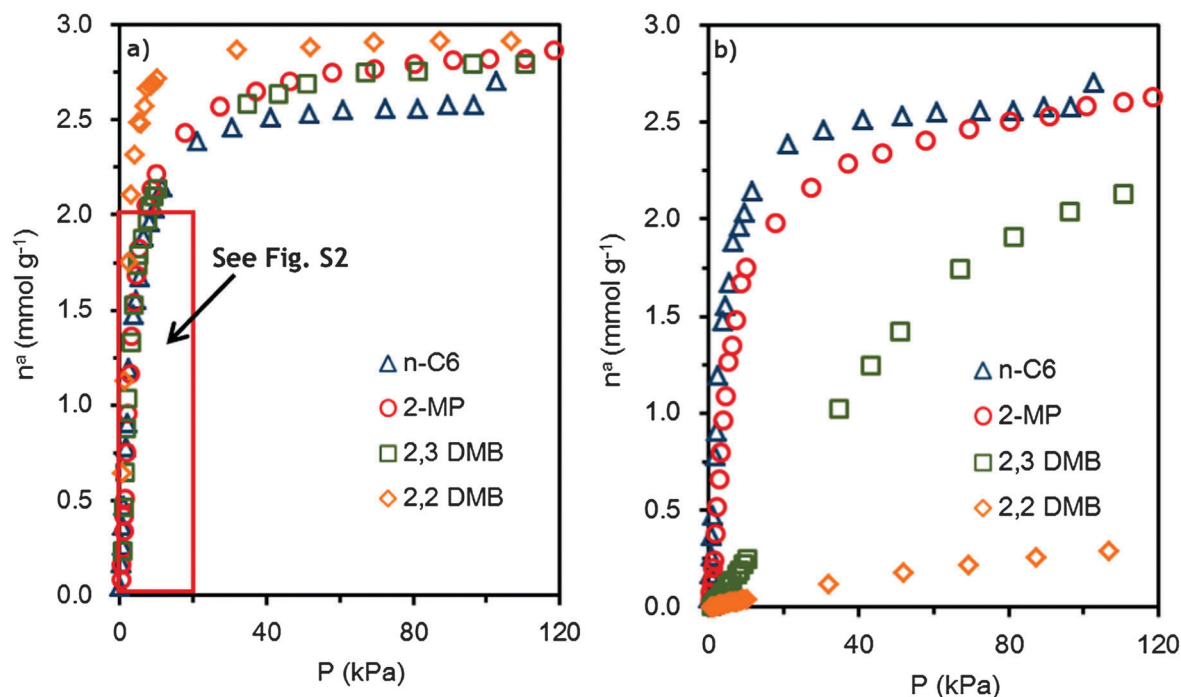 a)
3.0
2.5
2.0
1.5
1.0
0.5
0.0
nᵃ (mmol g⁻¹)
See Fig. S2
n-C6
2-MP
2,3 DMB
2,2 DMB
0 40 80 120
P (kPa)
b)
3.0
2.5
2.0
1.5
1.0
0.5
0.0
nᵃ (mmol g⁻¹)
n-C6
2-MP
2,3 DMB
2,2 DMB
0 40 80 120
P (kPa)